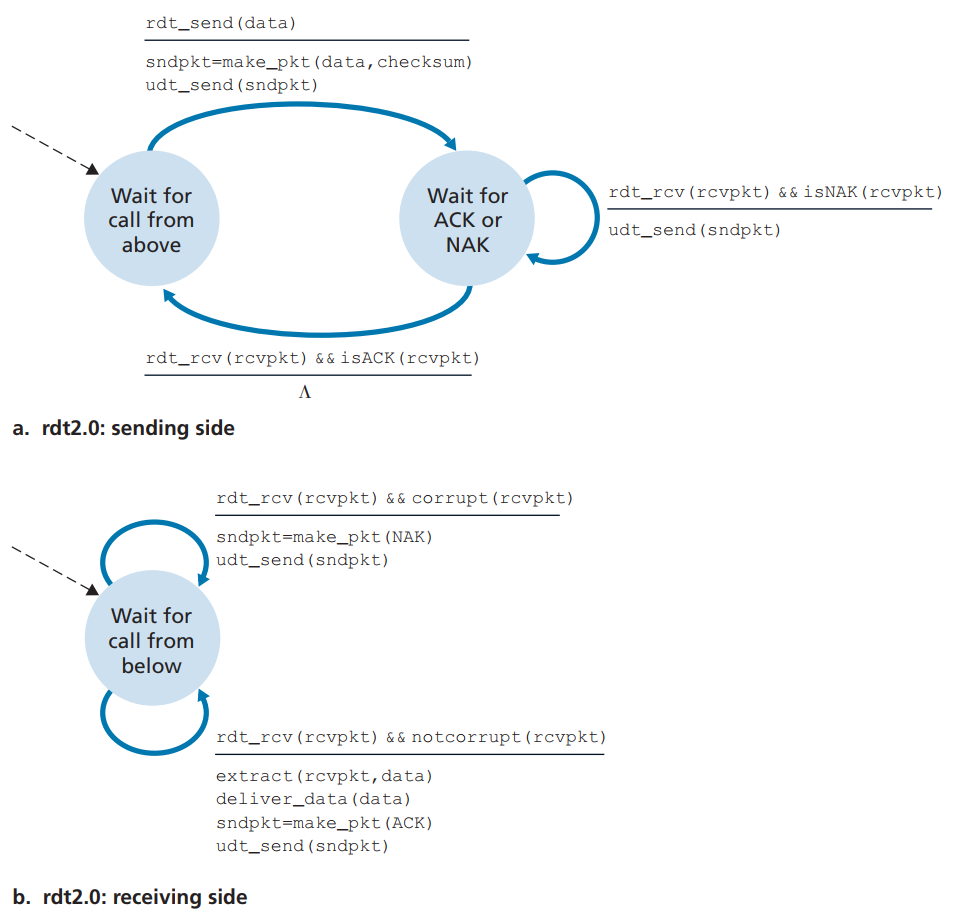 rdt_send(data)
sndpkt=make_pkt(data,checksum)
udt_send(sndpkt)
Wait for
call from
above
Wait for
ACK or
NAK
rdt_rcv(rcvpkt) && isNAK(rcvpkt)
udt_send(sndpkt)
rdt_rcv(rcvpkt) && isACK(rcvpkt)
Λ
a. rdt2.0: sending side
rdt_rcv(rcvpkt) && corrupt(rcvpkt)
sndpkt=make_pkt(NAK)
udt_send(sndpkt)
Wait for
call from
below
rdt_rcv(rcvpkt) && notcorrupt(rcvpkt)
extract(rcvpkt,data)
deliver_data(data)
sndpkt=make_pkt(ACK)
udt_send(sndpkt)
b. rdt2.0: receiving side